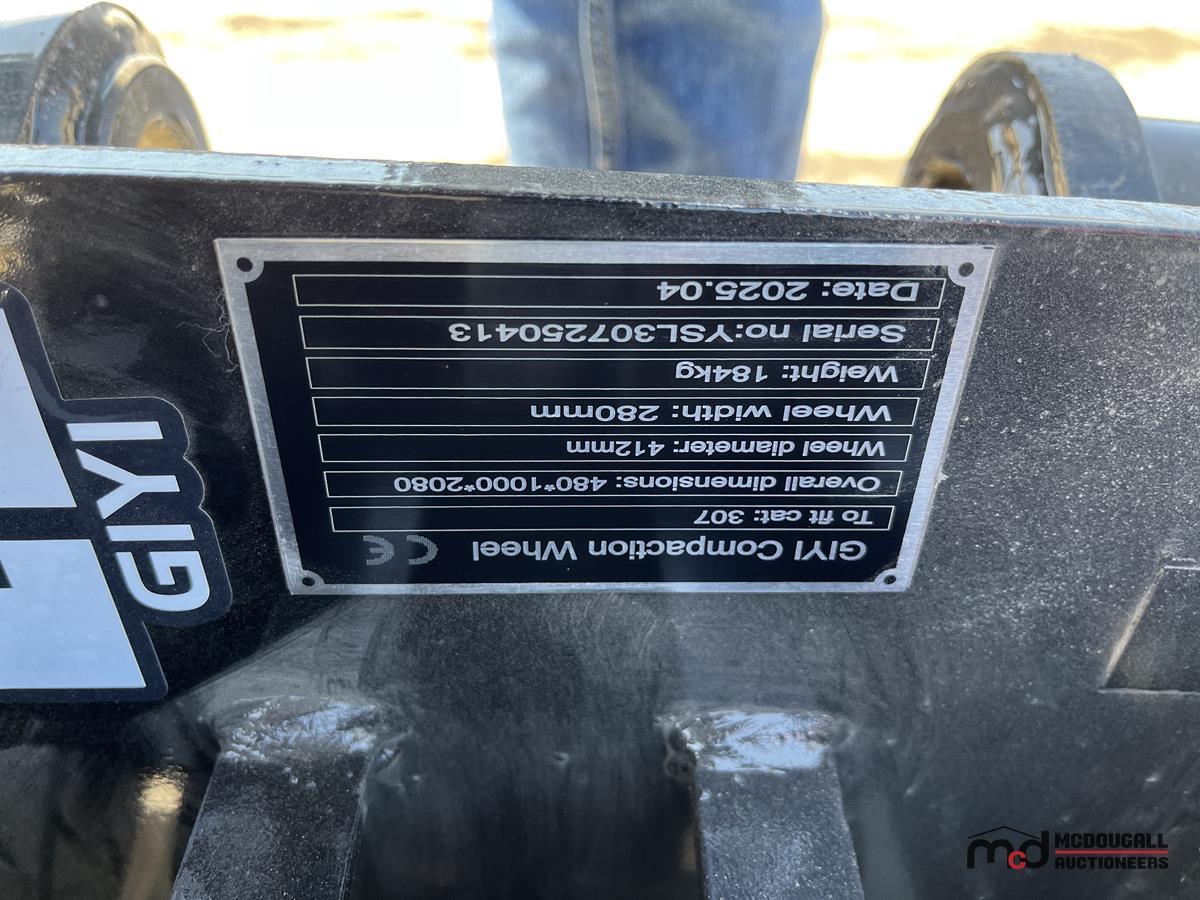 GIYI Compaction Wheel CE
To fit cat: 307
Overall dimensions: 480*1000*2080
Wheel diameter: 412mm
Wheel width: 280mm
Weight: 184kg
Serial no:YSL307250413
Date: 2025.04
GIYI
mcd MCDOUGALL
AUCTIONEERS